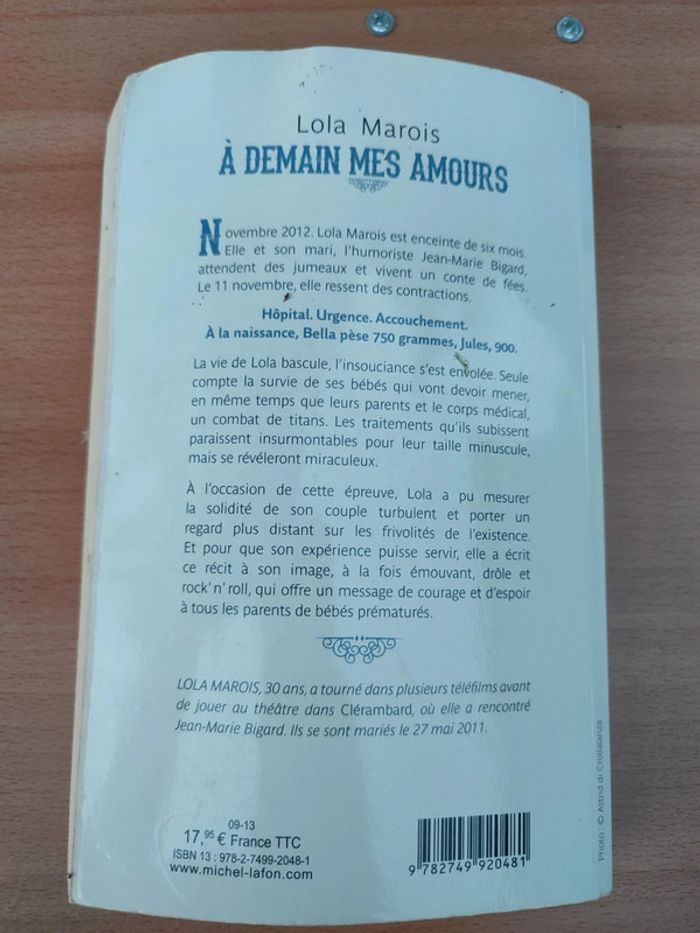 Lola Marois
À DEMAIN MES AMOURS
Novembre 2012. Lola Marois est enceinte de six mois.
Elle et son mari, l'humoriste Jean-Marie Bigard,
attendent des jumeaux et vivent un conte de fées.
Le 11 novembre, elle ressent des contractions.
Hôpital. Urgence. Accouchement.
À la naissance, Bella pèse 750 grammes, Jules, 900.
La vie de Lola bascule, l'insouciance s'est envolée. Seule
compte la survie de ses bébés qui vont devoir mener,
en même temps que leurs parents et le corps médical,
un combat de titans. Les traitements qu'ils subissent
paraissent insurmontables pour leur taille minuscule,
mais se révéleront miraculeux.
À l'occasion de cette épreuve, Lola a pu mesurer
la solidité de son couple turbulent et porter un
regard plus distant sur les frivolités de l'existence.
Et pour que son expérience puisse servir, elle a écrit
ce récit à son image, à la fois émouvant, drôle et
rock'n'roll, qui offre un message de courage et d'espoir
à tous les parents de bébés prématurés.
LOLA MAROIS, 30 ans, a tourné dans plusieurs téléfilms avant
de jouer au théâtre dans Clérambard, où elle a rencontré
Jean-Marie Bigard. Ils se sont mariés le 27 mai 2011.
09-13
17,95 € France TTC
ISBN 13 : 978-2-7499-2048-1
www.michel-lafon.com
9 782749 920481
Photo : © Astrid di Crollalanza